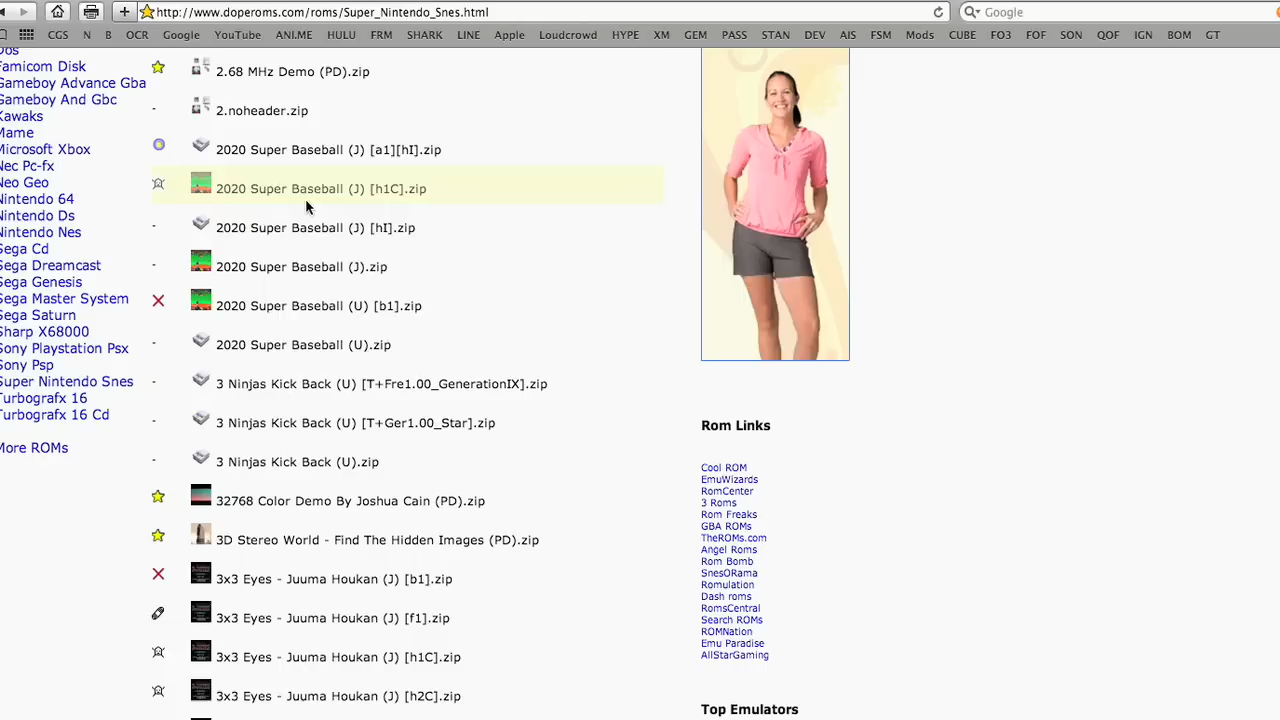 http://www.doperoms.com/roms/Super_Nintendo_Snes.html
Google
CGS N B OCR Google YouTube ANI.ME HULU FRM SHARK LINE Apple Loudcrowd HYPE XM GEM PASS STAN DEV AIS FSM Mods CUBE FO3 FOF SON QOF IGN BOM GT
Dos
Famicom Disk
Gameboy Advance Gba
Gameboy And Gbc
Kawaks
Mame
Microsoft Xbox
Nec Pc-fx
Neo Geo
Nintendo 64
Nintendo Ds
Nintendo Nes
Sega Cd
Sega Dreamcast
Sega Genesis
Sega Master System
Sega Saturn
Sharp X68000
Sony Playstation Psx
Sony Psp
Super Nintendo Snes
Turbografx 16
Turbografx 16 Cd
More ROMs
2.68 MHz Demo (PD).zip
- 2.noheader.zip
2020 Super Baseball (J) [a1][hI].zip
2020 Super Baseball (J) [h1C].zip
- 2020 Super Baseball (J) [hI].zip
- 2020 Super Baseball (J).zip
2020 Super Baseball (U) [b1].zip
- 2020 Super Baseball (U).zip
- 3 Ninjas Kick Back (U) [T+Fre1.00_GenerationIX].zip
- 3 Ninjas Kick Back (U) [T+Ger1.00_Star].zip
- 3 Ninjas Kick Back (U).zip
32768 Color Demo By Joshua Cain (PD).zip
3D Stereo World - Find The Hidden Images (PD).zip
3x3 Eyes - Juuma Houkan (J) [b1].zip
3x3 Eyes - Juuma Houkan (J) [f1].zip
3x3 Eyes - Juuma Houkan (J) [h1C].zip
3x3 Eyes - Juuma Houkan (J) [h2C].zip
Rom Links
Cool ROM
EmuWizards
RomCenter
3 Roms
Rom Freaks
GBA ROMs
TheROMs.com
Angel Roms
Rom Bomb
SnesORama
Romulation
Dash roms
RomsCentral
Search ROMs
ROMNation
Emu Paradise
AllStarGaming
Top Emulators